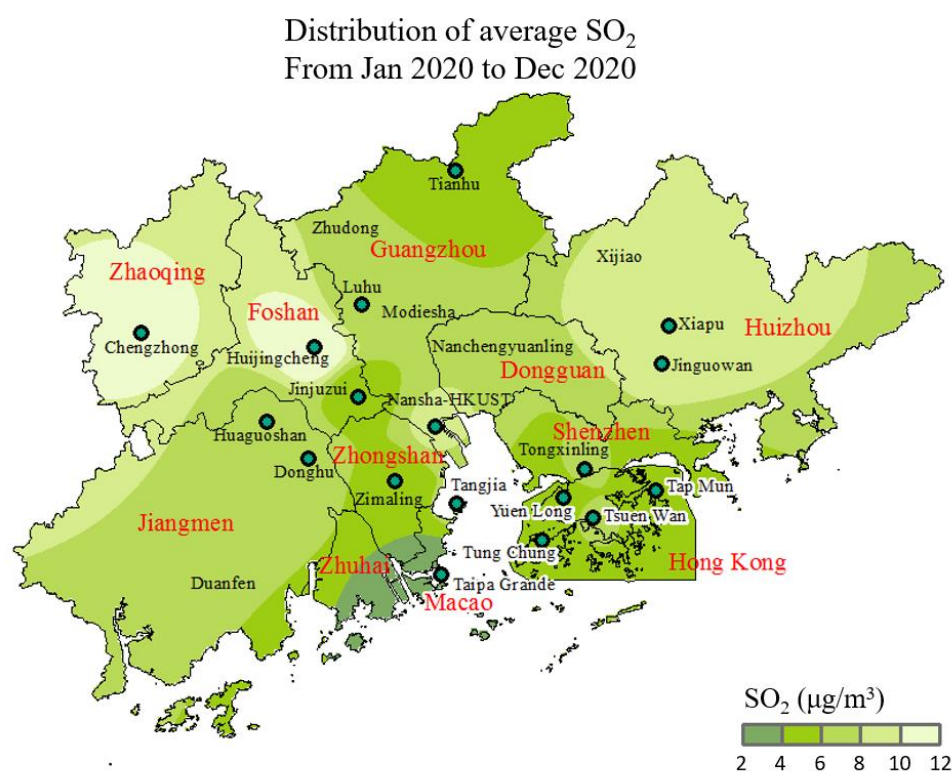 Distribution of average SO₂
From Jan 2020 to Dec 2020
Tianhu
Zhudong
Guangzhou
Xijiao
Zhaoqing
Luhu
Foshan
Modiesha
Xiapu
Huizhou
Chengzhong
Huijingcheng
Nanchengyuanling
Dongguan
Jinguowan
Jinjuzui
Nansha-HKUST
Huaguoshan
Shenzhen
Zhongshan
Tongxinling
Donghu
Zimaling
Tangjia
Tap Mun
Yuen Long
Tsuen Wan
Jiangmen
Tung Chung
Hong Kong
Zhuhai
Duanfen
Taipa Grande
Macao
SO₂ (μg/m³)
2 4 6 8 10 12